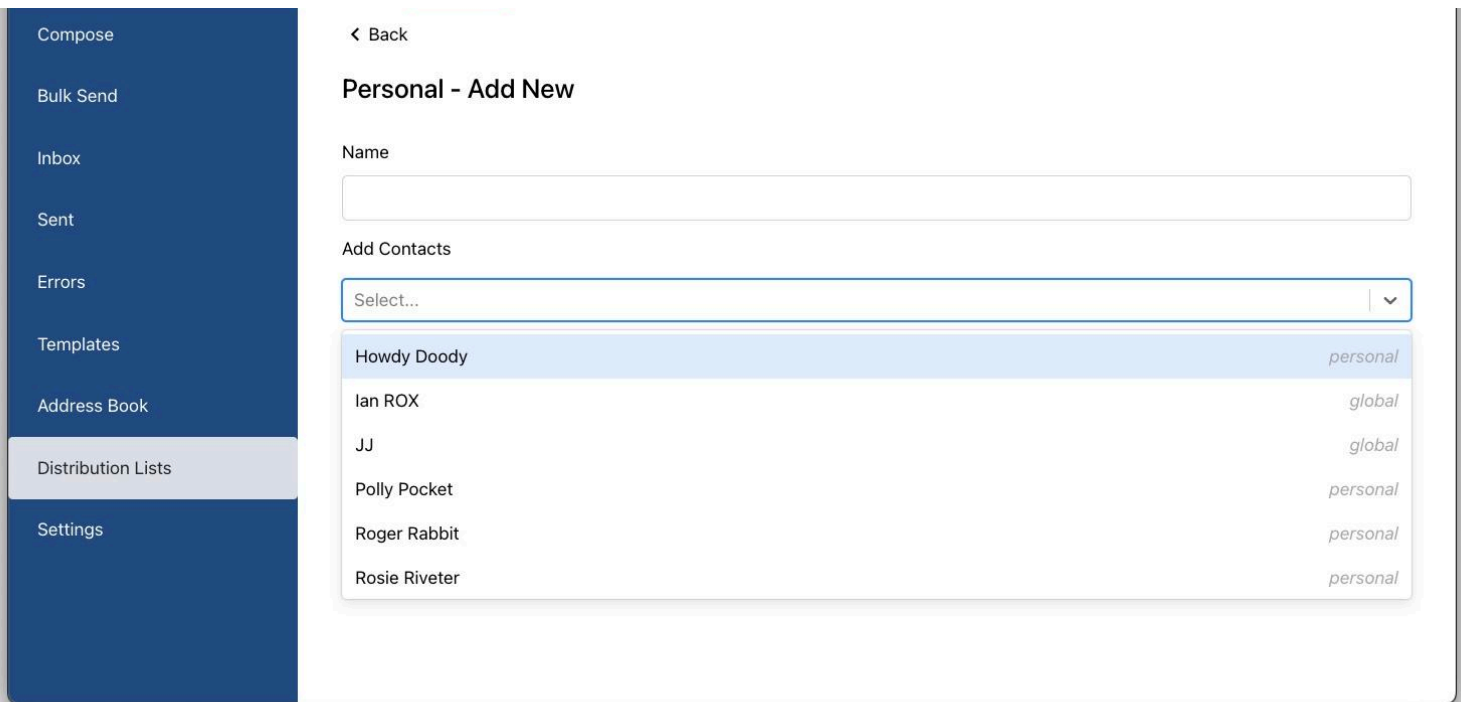 Compose
Bulk Send
Inbox
Sent
Errors
Templates
Address Book
Distribution Lists
Settings
Back
Personal - Add New
Name
Add Contacts
Select...
Howdy Doody personal
Ian ROX global
JJ global
Polly Pocket personal
Roger Rabbit personal
Rosie Riveter personal